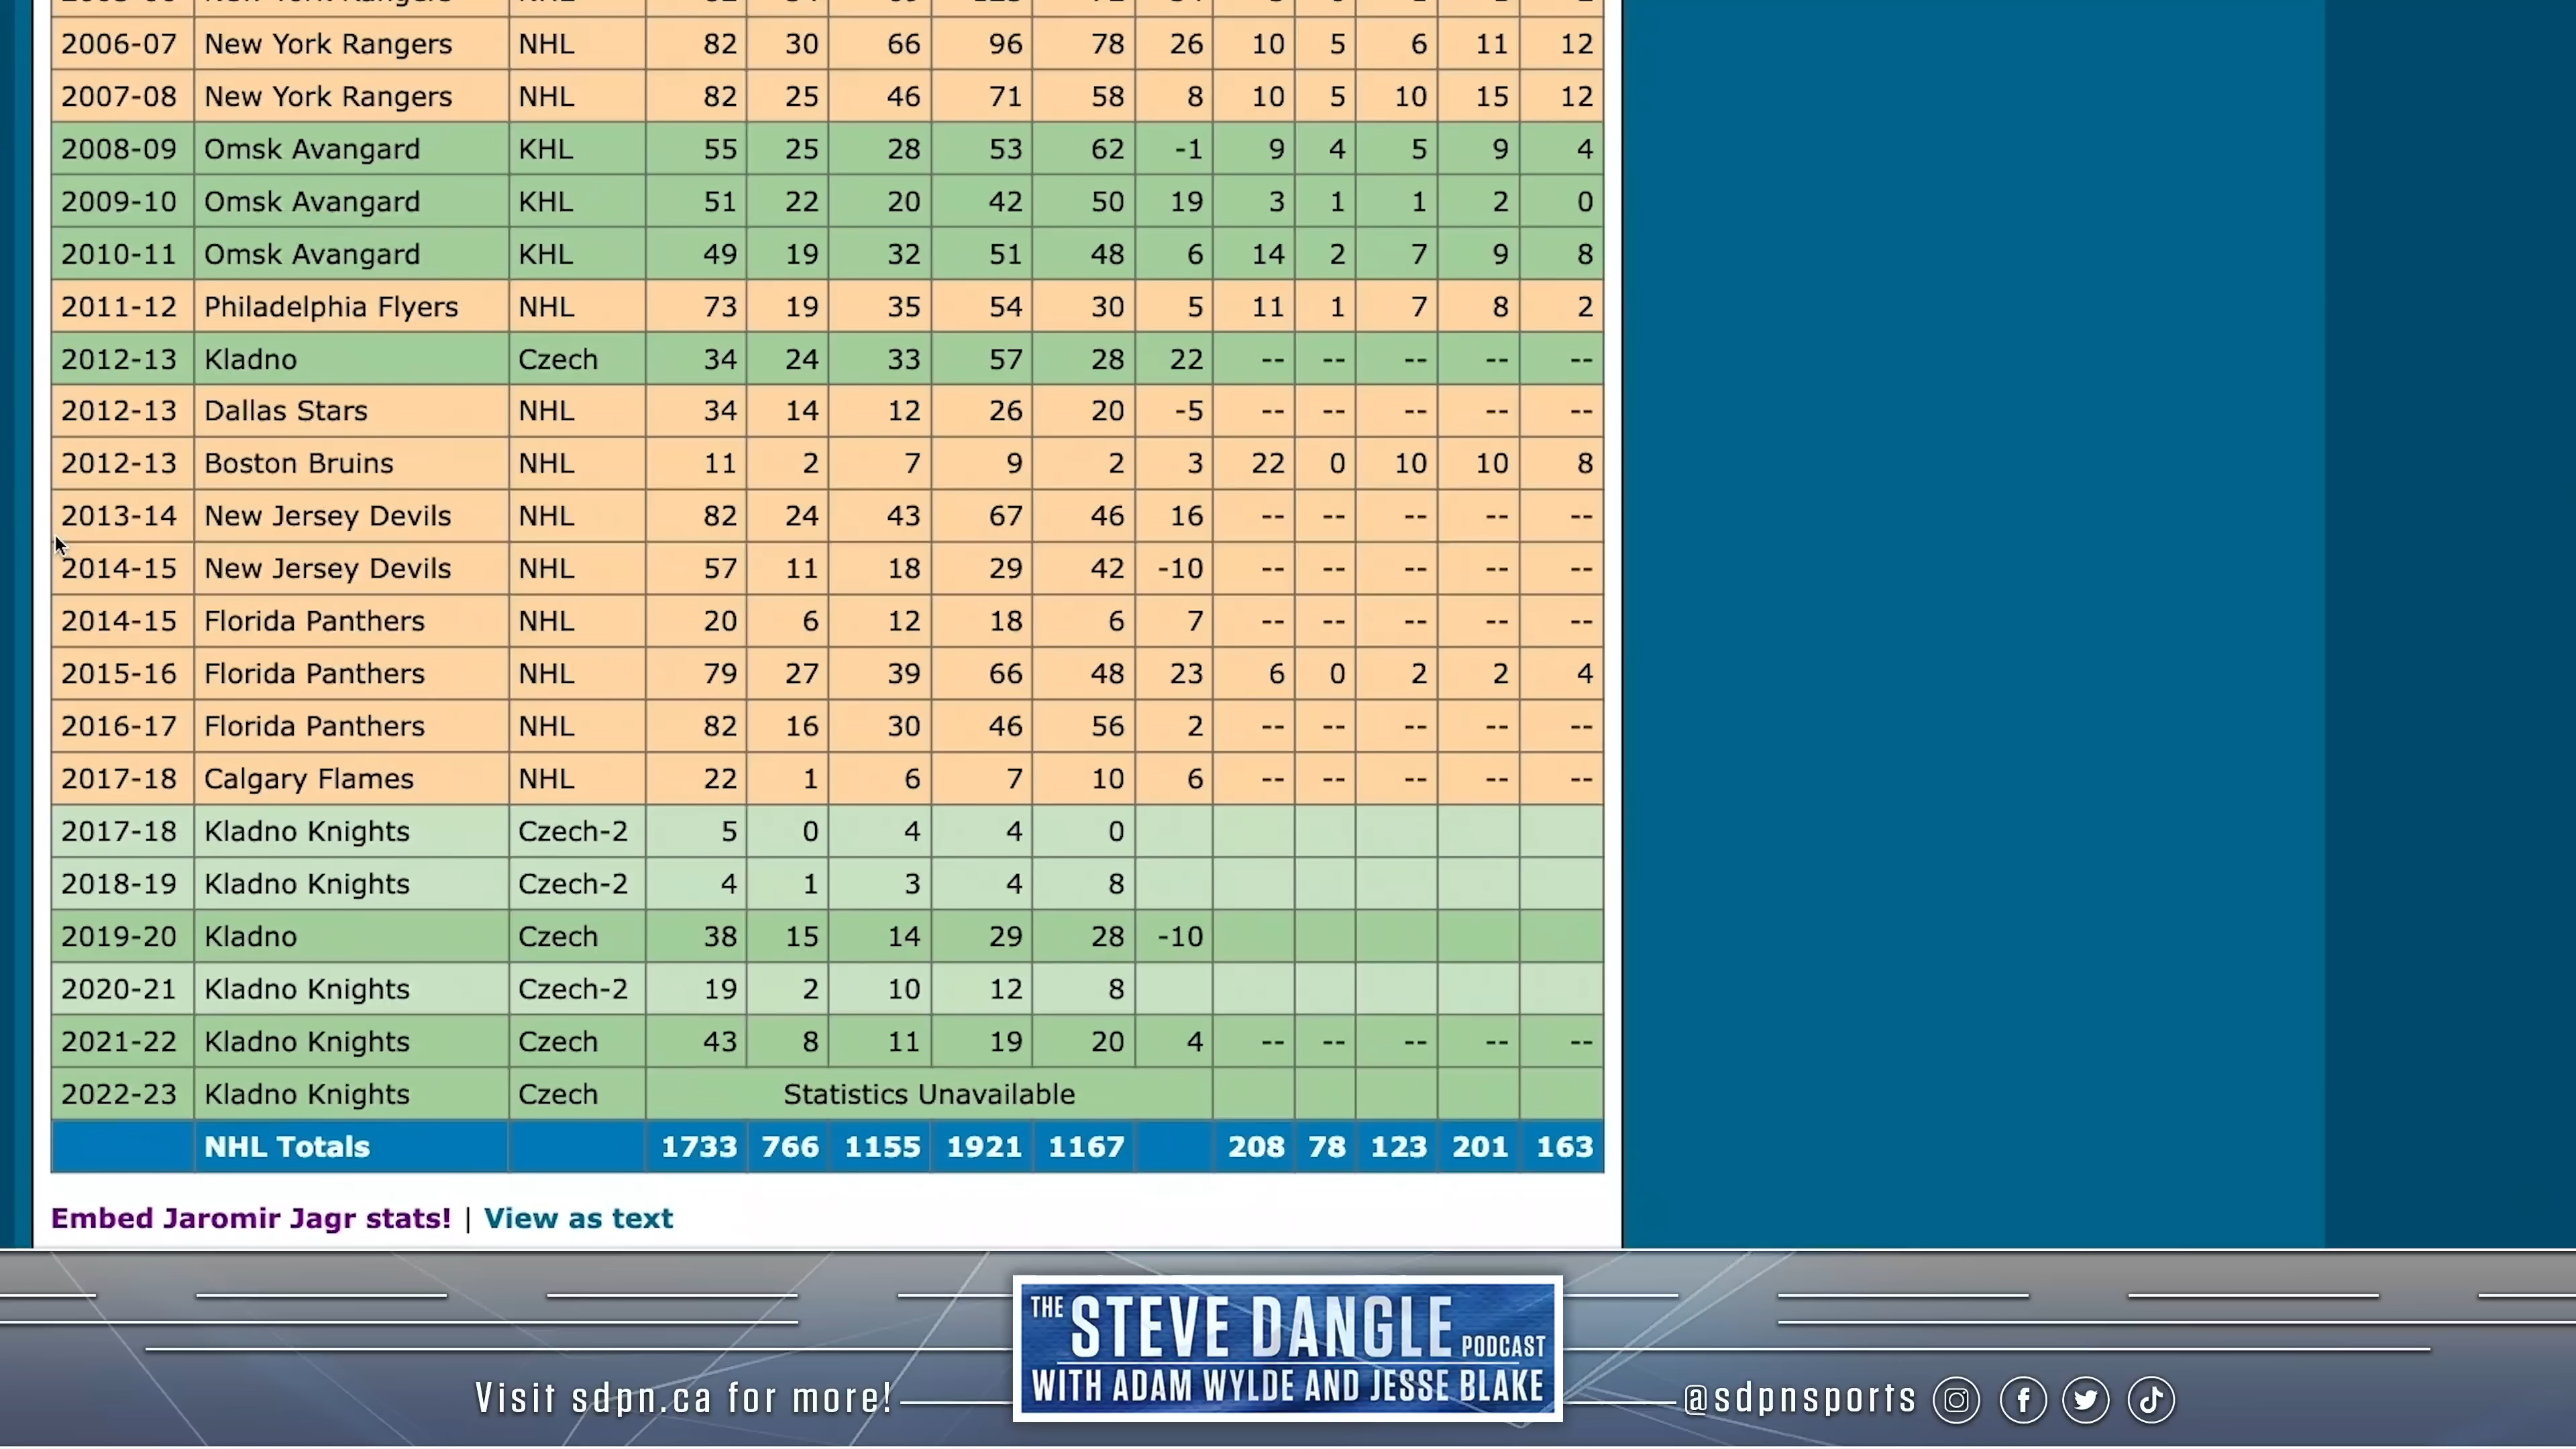 2006-07 New York Rangers NHL 82 30 66 96 78 26 10 5 6 11 12
2007-08 New York Rangers NHL 82 25 46 71 58 8 10 5 10 15 12
2008-09 Omsk Avangard KHL 55 25 28 53 62 -1 9 4 5 9 4
2009-10 Omsk Avangard KHL 51 22 20 42 50 19 3 1 1 2 0
2010-11 Omsk Avangard KHL 49 19 32 51 48 6 14 2 7 9 8
2011-12 Philadelphia Flyers NHL 73 19 35 54 30 5 11 1 7 8 2
2012-13 Kladno Czech 34 24 33 57 28 22 -- -- -- -- --
2012-13 Dallas Stars NHL 34 14 12 26 20 -5 -- -- -- -- --
2012-13 Boston Bruins NHL 11 2 7 9 2 3 22 0 10 10 8
2013-14 New Jersey Devils NHL 82 24 43 67 46 16 -- -- -- -- --
2014-15 New Jersey Devils NHL 57 11 18 29 42 -10 -- -- -- -- --
2014-15 Florida Panthers NHL 20 6 12 18 6 7 -- -- -- -- --
2015-16 Florida Panthers NHL 79 27 39 66 48 23 6 0 2 2 4
2016-17 Florida Panthers NHL 82 16 30 46 56 2 -- -- -- -- --
2017-18 Calgary Flames NHL 22 1 6 7 10 6 -- -- -- -- --
2017-18 Kladno Knights Czech-2 5 0 4 4 0
2018-19 Kladno Knights Czech-2 4 1 3 4 8
2019-20 Kladno Czech 38 15 14 29 28 -10
2020-21 Kladno Knights Czech-2 19 2 10 12 8
2021-22 Kladno Knights Czech 43 8 11 19 20 4 -- -- -- -- --
2022-23 Kladno Knights Czech Statistics Unavailable
NHL Totals 1733 766 1155 1921 1167 208 78 123 201 163
Embed Jaromir Jagr stats! | View as text
THE STEVE DANGLE PODCAST
WITH ADAM WYLDE AND JESSE BLAKE
Visit sdpn.ca for more!
@sdpnsports